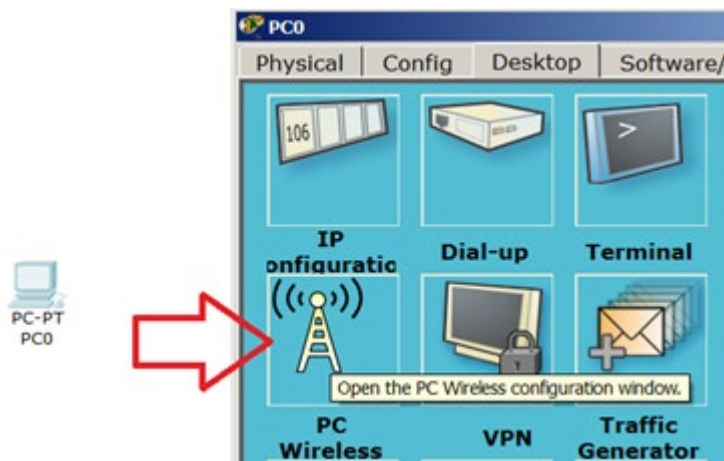 PC0
Physical
Config
Desktop
Software/
106
>
IP
onfiguratio
Dial-up
Terminal
PC-PT
PC0
Open the PC Wireless configuration window.
PC
Wireless
VPN
Traffic
Generator